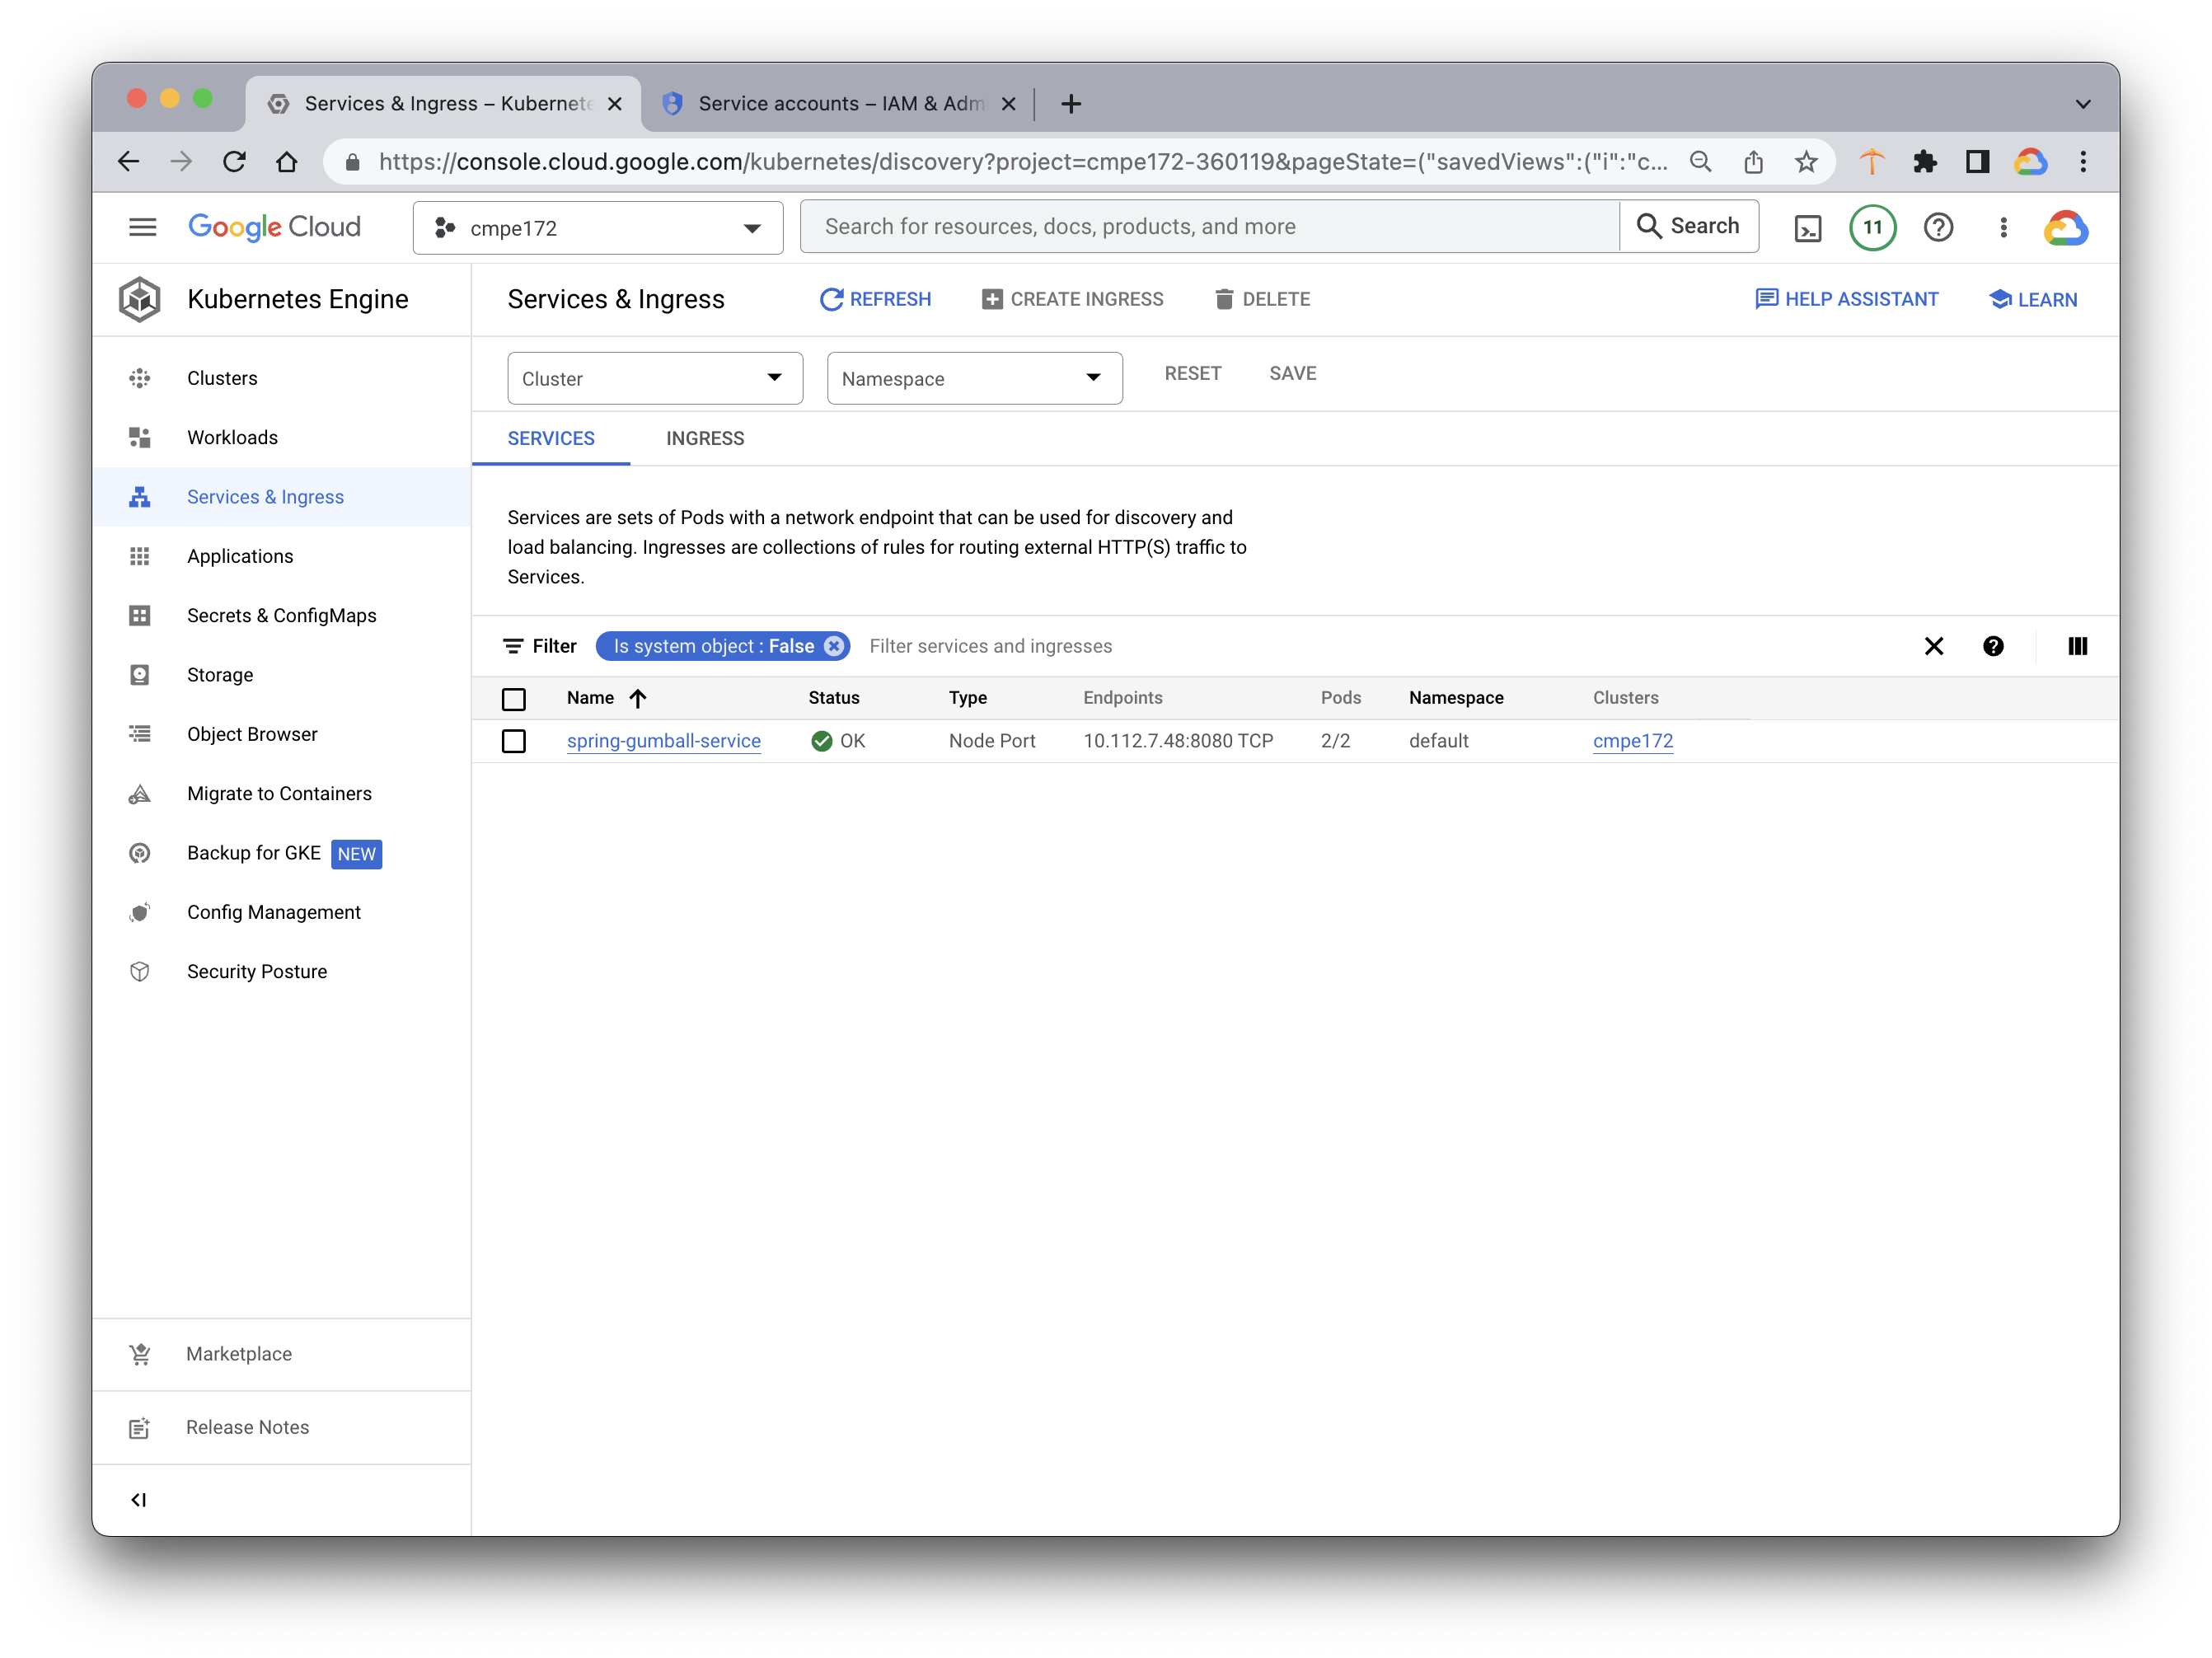 Services & Ingress – Kubernete
Service accounts – IAM & Adm
https://console.cloud.google.com/kubernetes/discovery?project=cmpe172-360119&pageState=("savedViews":("i":"c...
Google Cloud
cmpe172
Search for resources, docs, products, and more
Search
11
Kubernetes Engine
Services & Ingress
REFRESH
CREATE INGRESS
DELETE
HELP ASSISTANT
LEARN
Clusters
Workloads
Services & Ingress
Applications
Secrets & ConfigMaps
Storage
Object Browser
Migrate to Containers
Backup for GKE NEW
Config Management
Security Posture
Marketplace
Release Notes
Cluster
Namespace
RESET
SAVE
SERVICES
INGRESS
Services are sets of Pods with a network endpoint that can be used for discovery and
load balancing. Ingresses are collections of rules for routing external HTTP(S) traffic to
Services.
Filter
Is system object : False
Filter services and ingresses
Name Status Type Endpoints Pods Namespace Clusters
spring-gumball-service OK Node Port 10.112.7.48:8080 TCP 2/2 default cmpe172